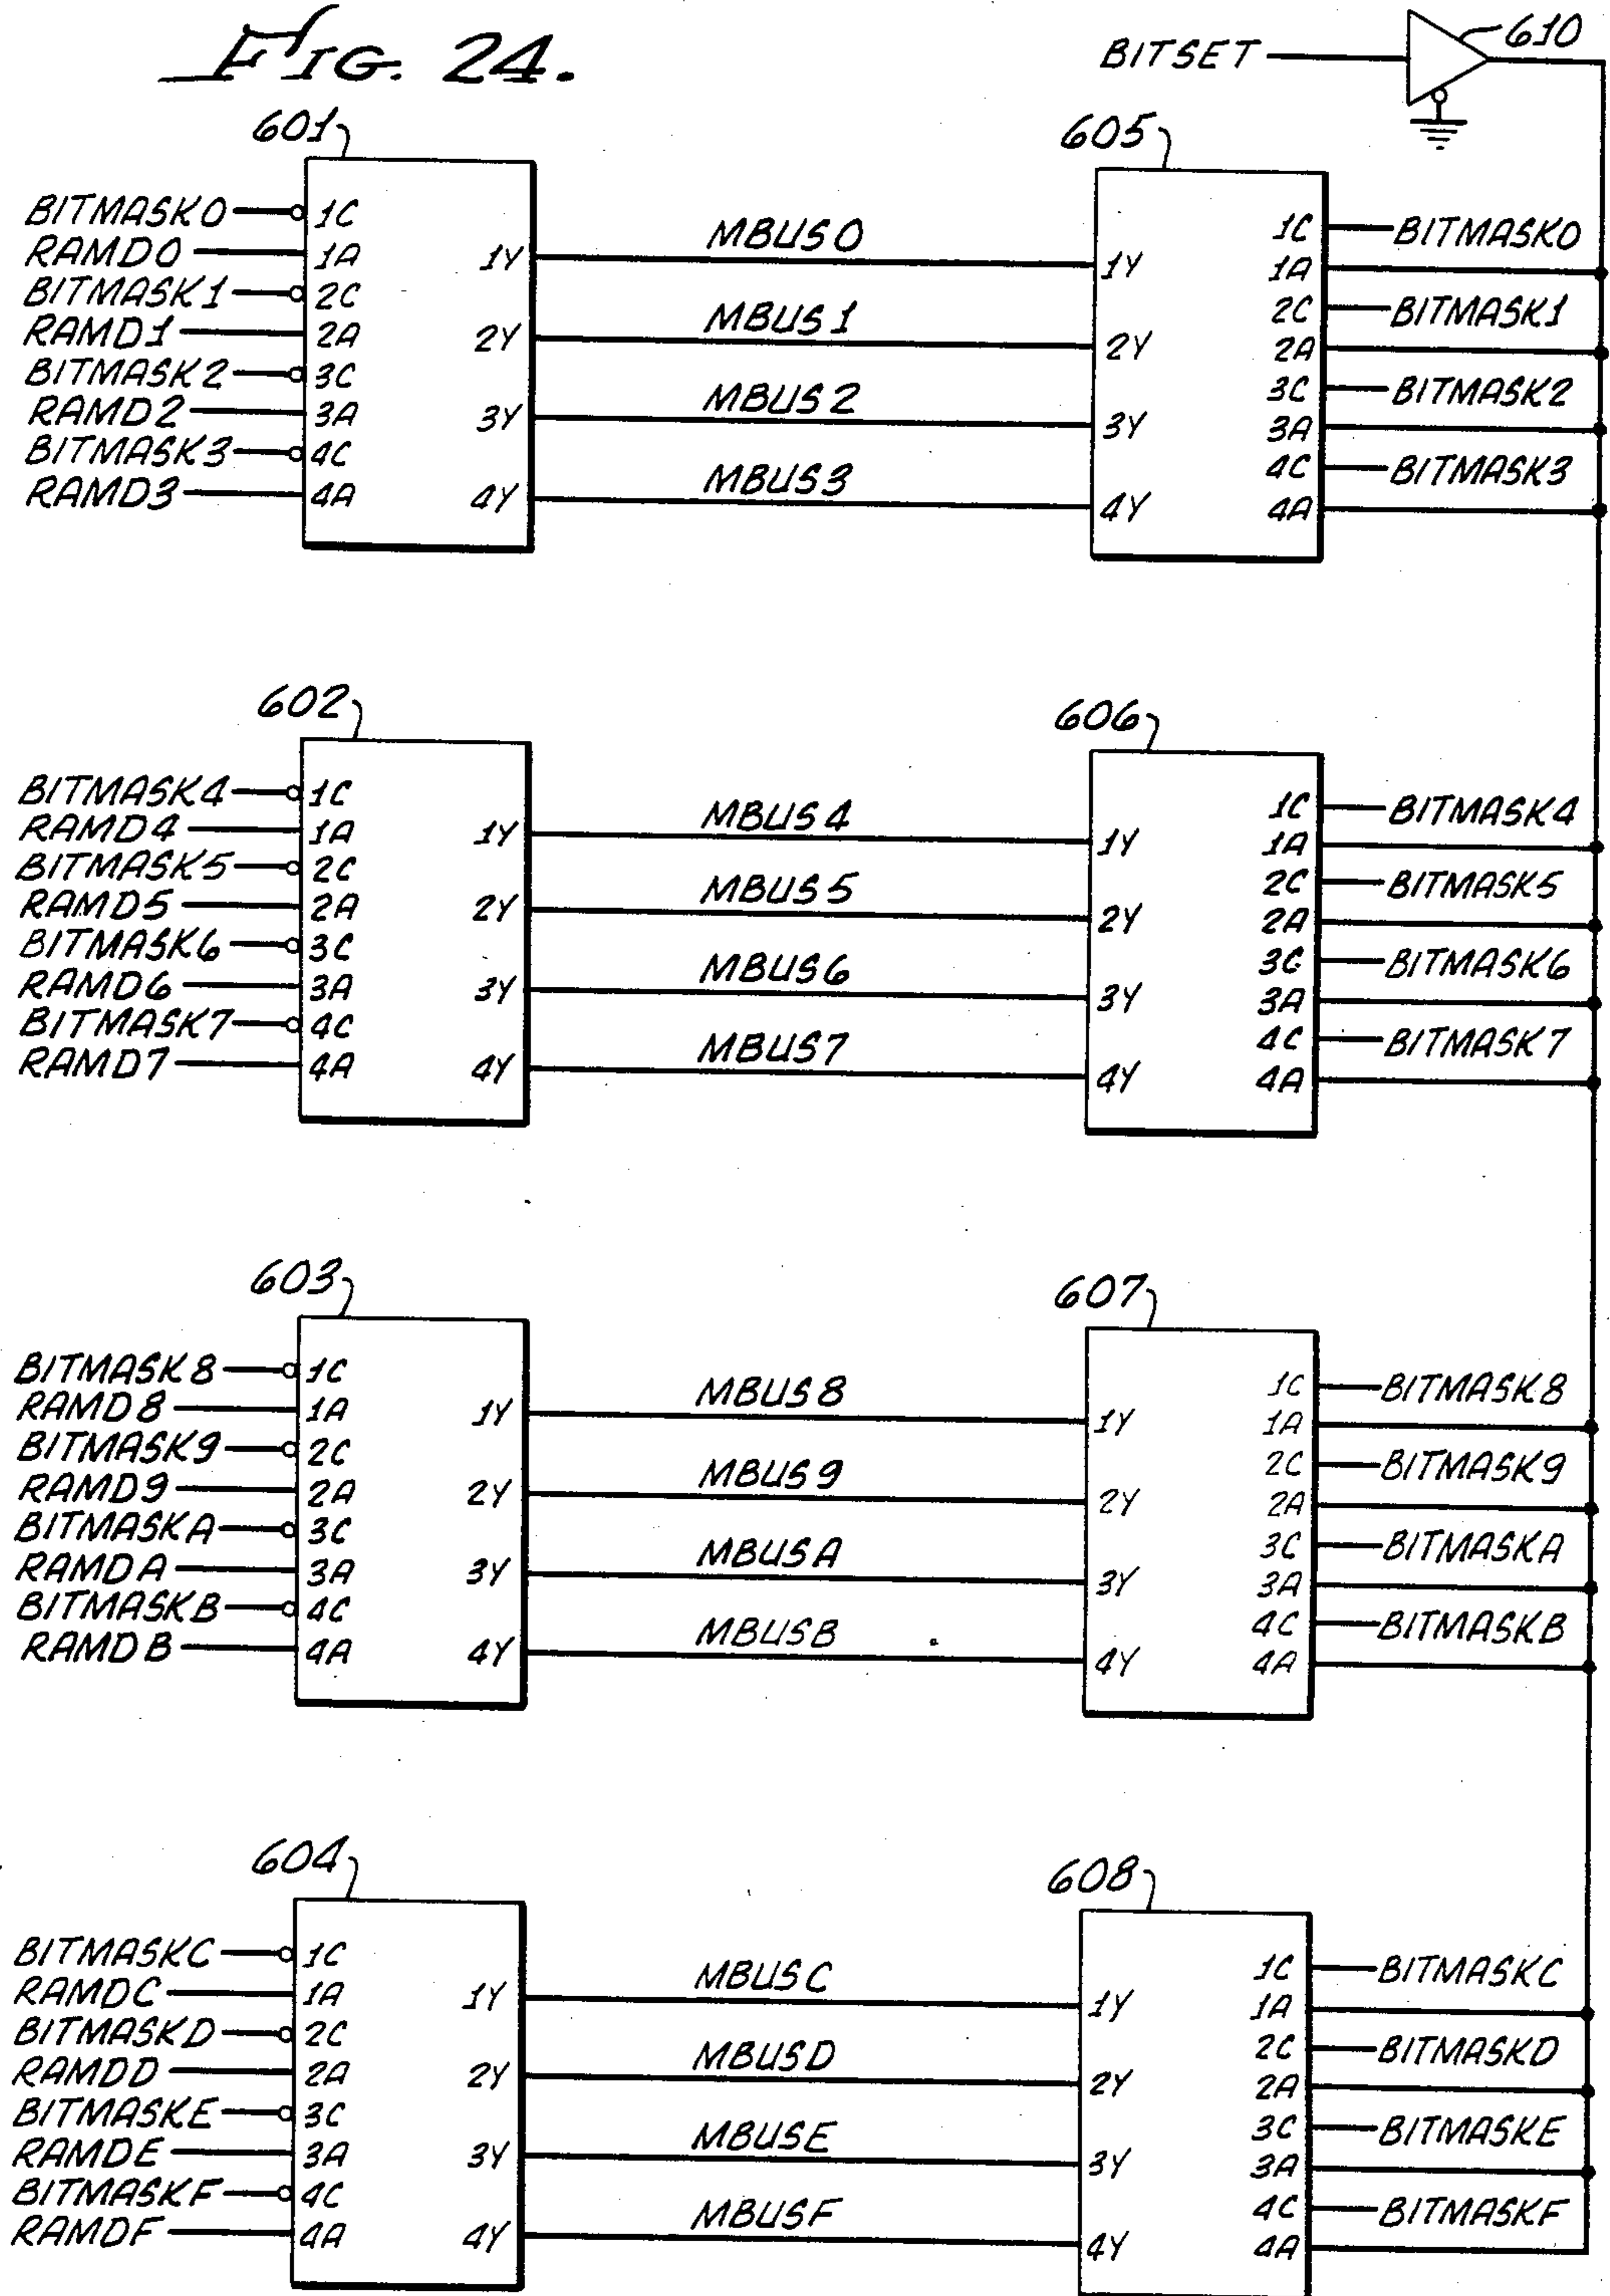 FIG. 24.
BITSET
610
601
BITMASK0
RAMD0
BITMASK1
RAMD1
BITMASK2
RAMD2
BITMASK3
RAMD3
1C
1A
2C
2A
3C
3A
4C
4A
1Y
2Y
3Y
4Y
MBUS0
MBUS1
MBUS2
MBUS3
605
1Y
2Y
3Y
4Y
1C
1A
2C
2A
3C
3A
4C
4A
BITMASK0
BITMASK1
BITMASK2
BITMASK3
602
BITMASK4
RAMD4
BITMASK5
RAMD5
BITMASK6
RAMD6
BITMASK7
RAMD7
1C
1A
2C
2A
3C
3A
4C
4A
1Y
2Y
3Y
4Y
MBUS4
MBUS5
MBUS6
MBUS7
606
1Y
2Y
3Y
4Y
1C
1A
2C
2A
3C
3A
4C
4A
BITMASK4
BITMASK5
BITMASK6
BITMASK7
603
BITMASK8
RAMD8
BITMASK9
RAMD9
BITMASKA
RAMDA
BITMASKB
RAMDB
1C
1A
2C
2A
3C
3A
4C
4A
1Y
2Y
3Y
4Y
MBUS8
MBUS9
MBUSA
MBUSB
607
1Y
2Y
3Y
4Y
1C
1A
2C
2A
3C
3A
4C
4A
BITMASK8
BITMASK9
BITMASKA
BITMASKB
604
BITMASKC
RAMDC
BITMASKD
RAMDD
BITMASKE
RAMDE
BITMASKF
RAMDF
1C
1A
2C
2A
3C
3A
4C
4A
1Y
2Y
3Y
4Y
MBUSC
MBUSD
MBUSE
MBUSF
608
1Y
2Y
3Y
4Y
1C
1A
2C
2A
3C
3A
4C
4A
BITMASKC
BITMASKD
BITMASKE
BITMASKF